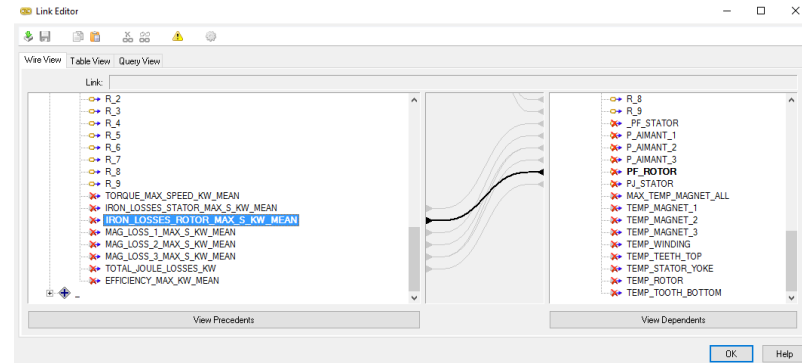 Link Editor
Wire View Table View Query View
Link:
R_2
R_3
R_4
R_5
R_6
R_7
R_8
R_9
TORQUE_MAX_SPEED_KW_MEAN
IRON_LOSSES_STATOR_MAX_S_KW_MEAN
IRON_LOSSES_ROTOR_MAX_S_KW_MEAN
MAG_LOSS_1_MAX_S_KW_MEAN
MAG_LOSS_2_MAX_S_KW_MEAN
MAG_LOSS_3_MAX_S_KW_MEAN
TOTAL_JOULE_LOSSES_KW
EFFICIENCY_MAX_KW_MEAN
_
View Precedents
R_8
R_9
_PF_STATOR
P_AIMANT_1
P_AIMANT_2
P_AIMANT_3
PF_ROTOR
PJ_STATOR
MAX_TEMP_MAGNET_ALL
TEMP_MAGNET_1
TEMP_MAGNET_2
TEMP_MAGNET_3
TEMP_WINDING
TEMP_TEETH_TOP
TEMP_STATOR_YOKE
TEMP_ROTOR
TEMP_TOOTH_BOTTOM
View Dependents
OK Help